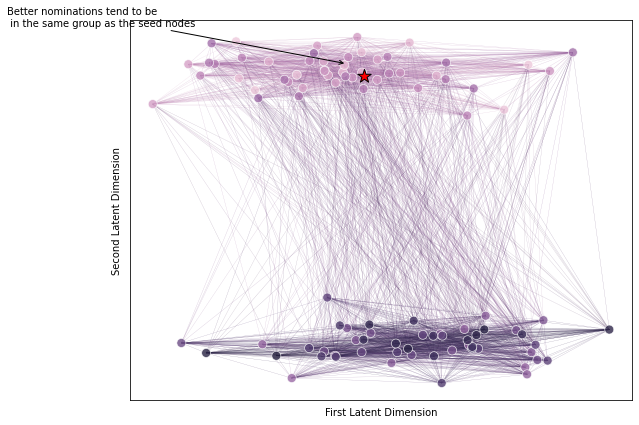 Better nominations tend to be
in the same group as the seed nodes
Second Latent Dimension
First Latent Dimension